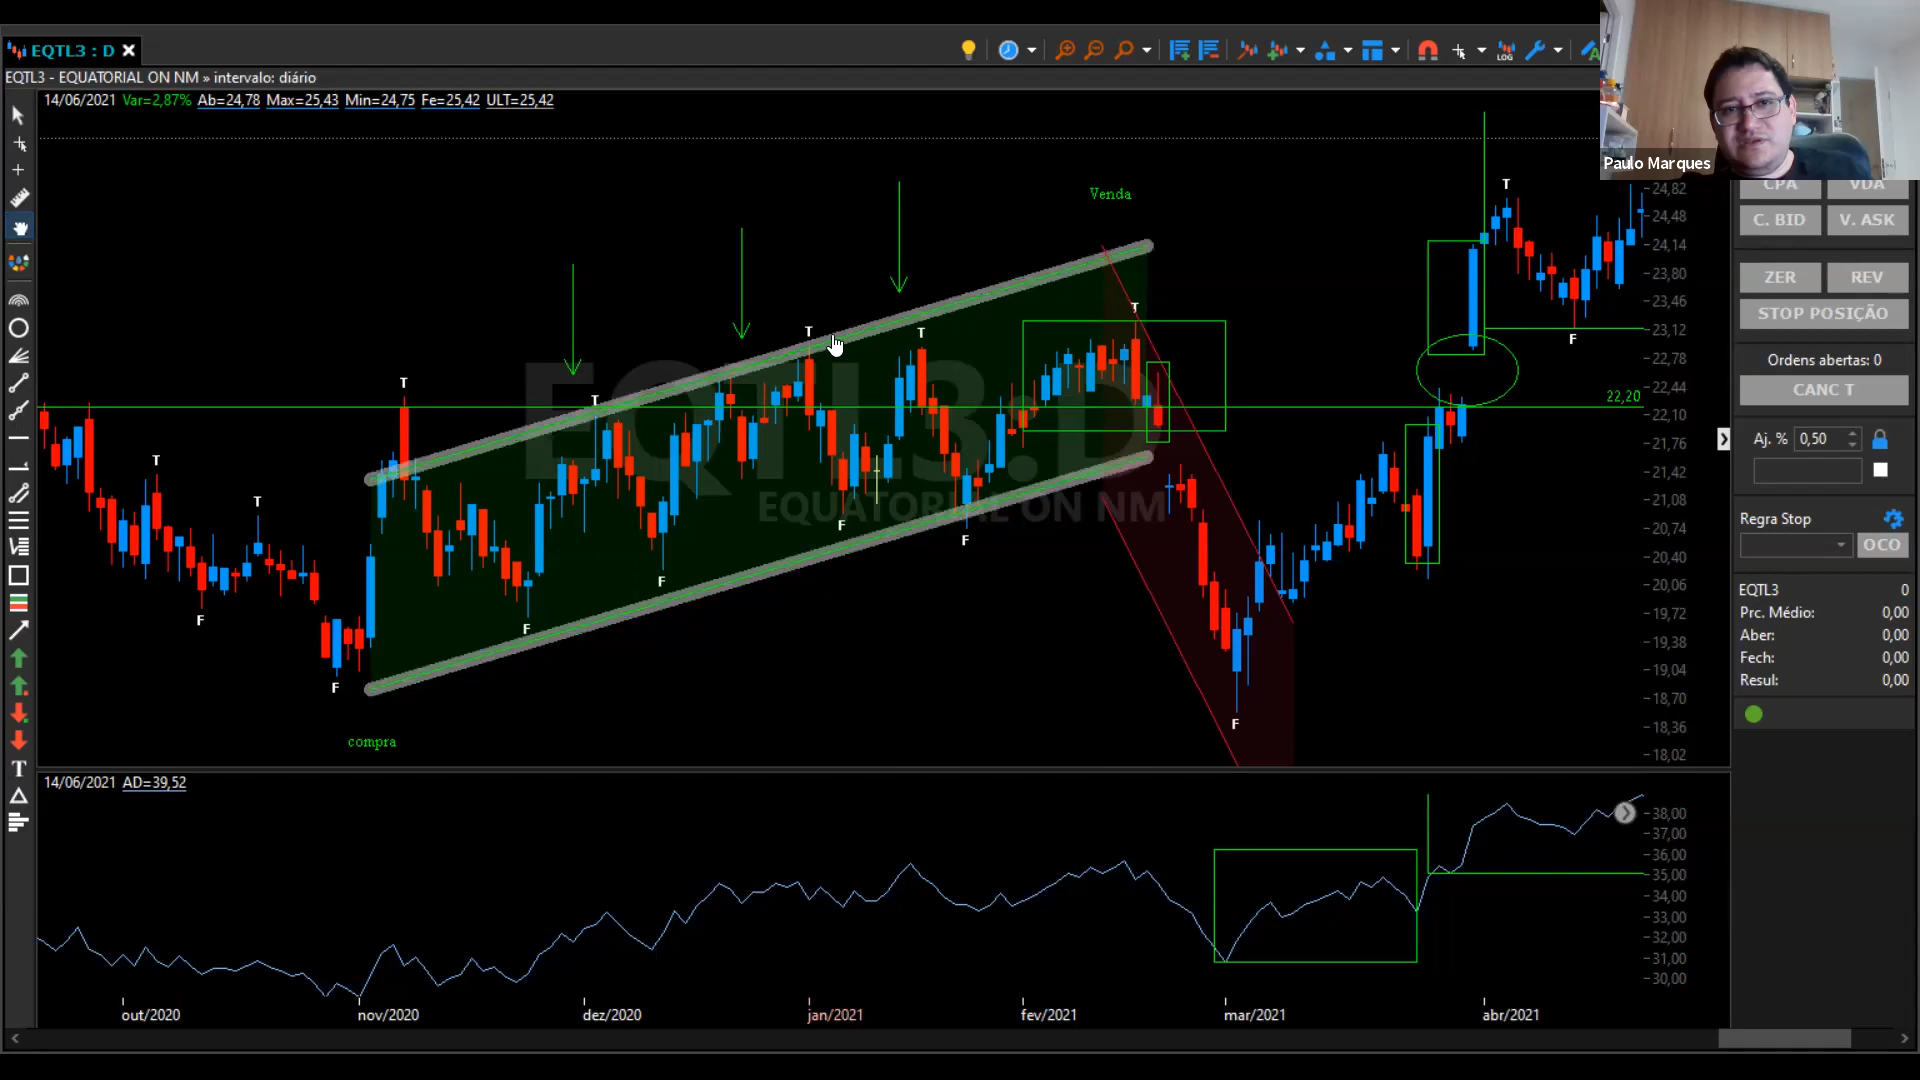 EQTL3 : D
EQTL3 - EQUATORIAL ON NM » intervalo: diário
14/06/2021 Var=2,87% Ab=24,78 Max=25,43 Min=24,75 Fe=25,42 ULT=25,42
LOG
Paulo Marques
Venda
compra
T
T
T
T
T
T
T
T
F
F
F
F
F
F
F
F
22,20
EQTL3:D
EQUATORIAL ON NM
24,82
24,48
24,14
23,80
23,46
23,12
22,78
22,44
22,10
21,76
21,42
21,08
20,74
20,40
20,06
19,72
19,38
19,04
18,70
18,36
18,02
14/06/2021 AD=39,52
38,00
37,00
36,00
35,00
34,00
33,00
32,00
31,00
30,00
out/2020 nov/2020 dez/2020 jan/2021 fev/2021 mar/2021 abr/2021
CPA VDA
C. BID V. ASK
ZER REV
STOP POSIÇÃO
Ordens abertas: 0
CANC T
Aj. % 0,50
Regra Stop
OCO
EQTL3 0
Prc. Médio: 0,00
Aber: 0,00
Fech: 0,00
Resul: 0,00